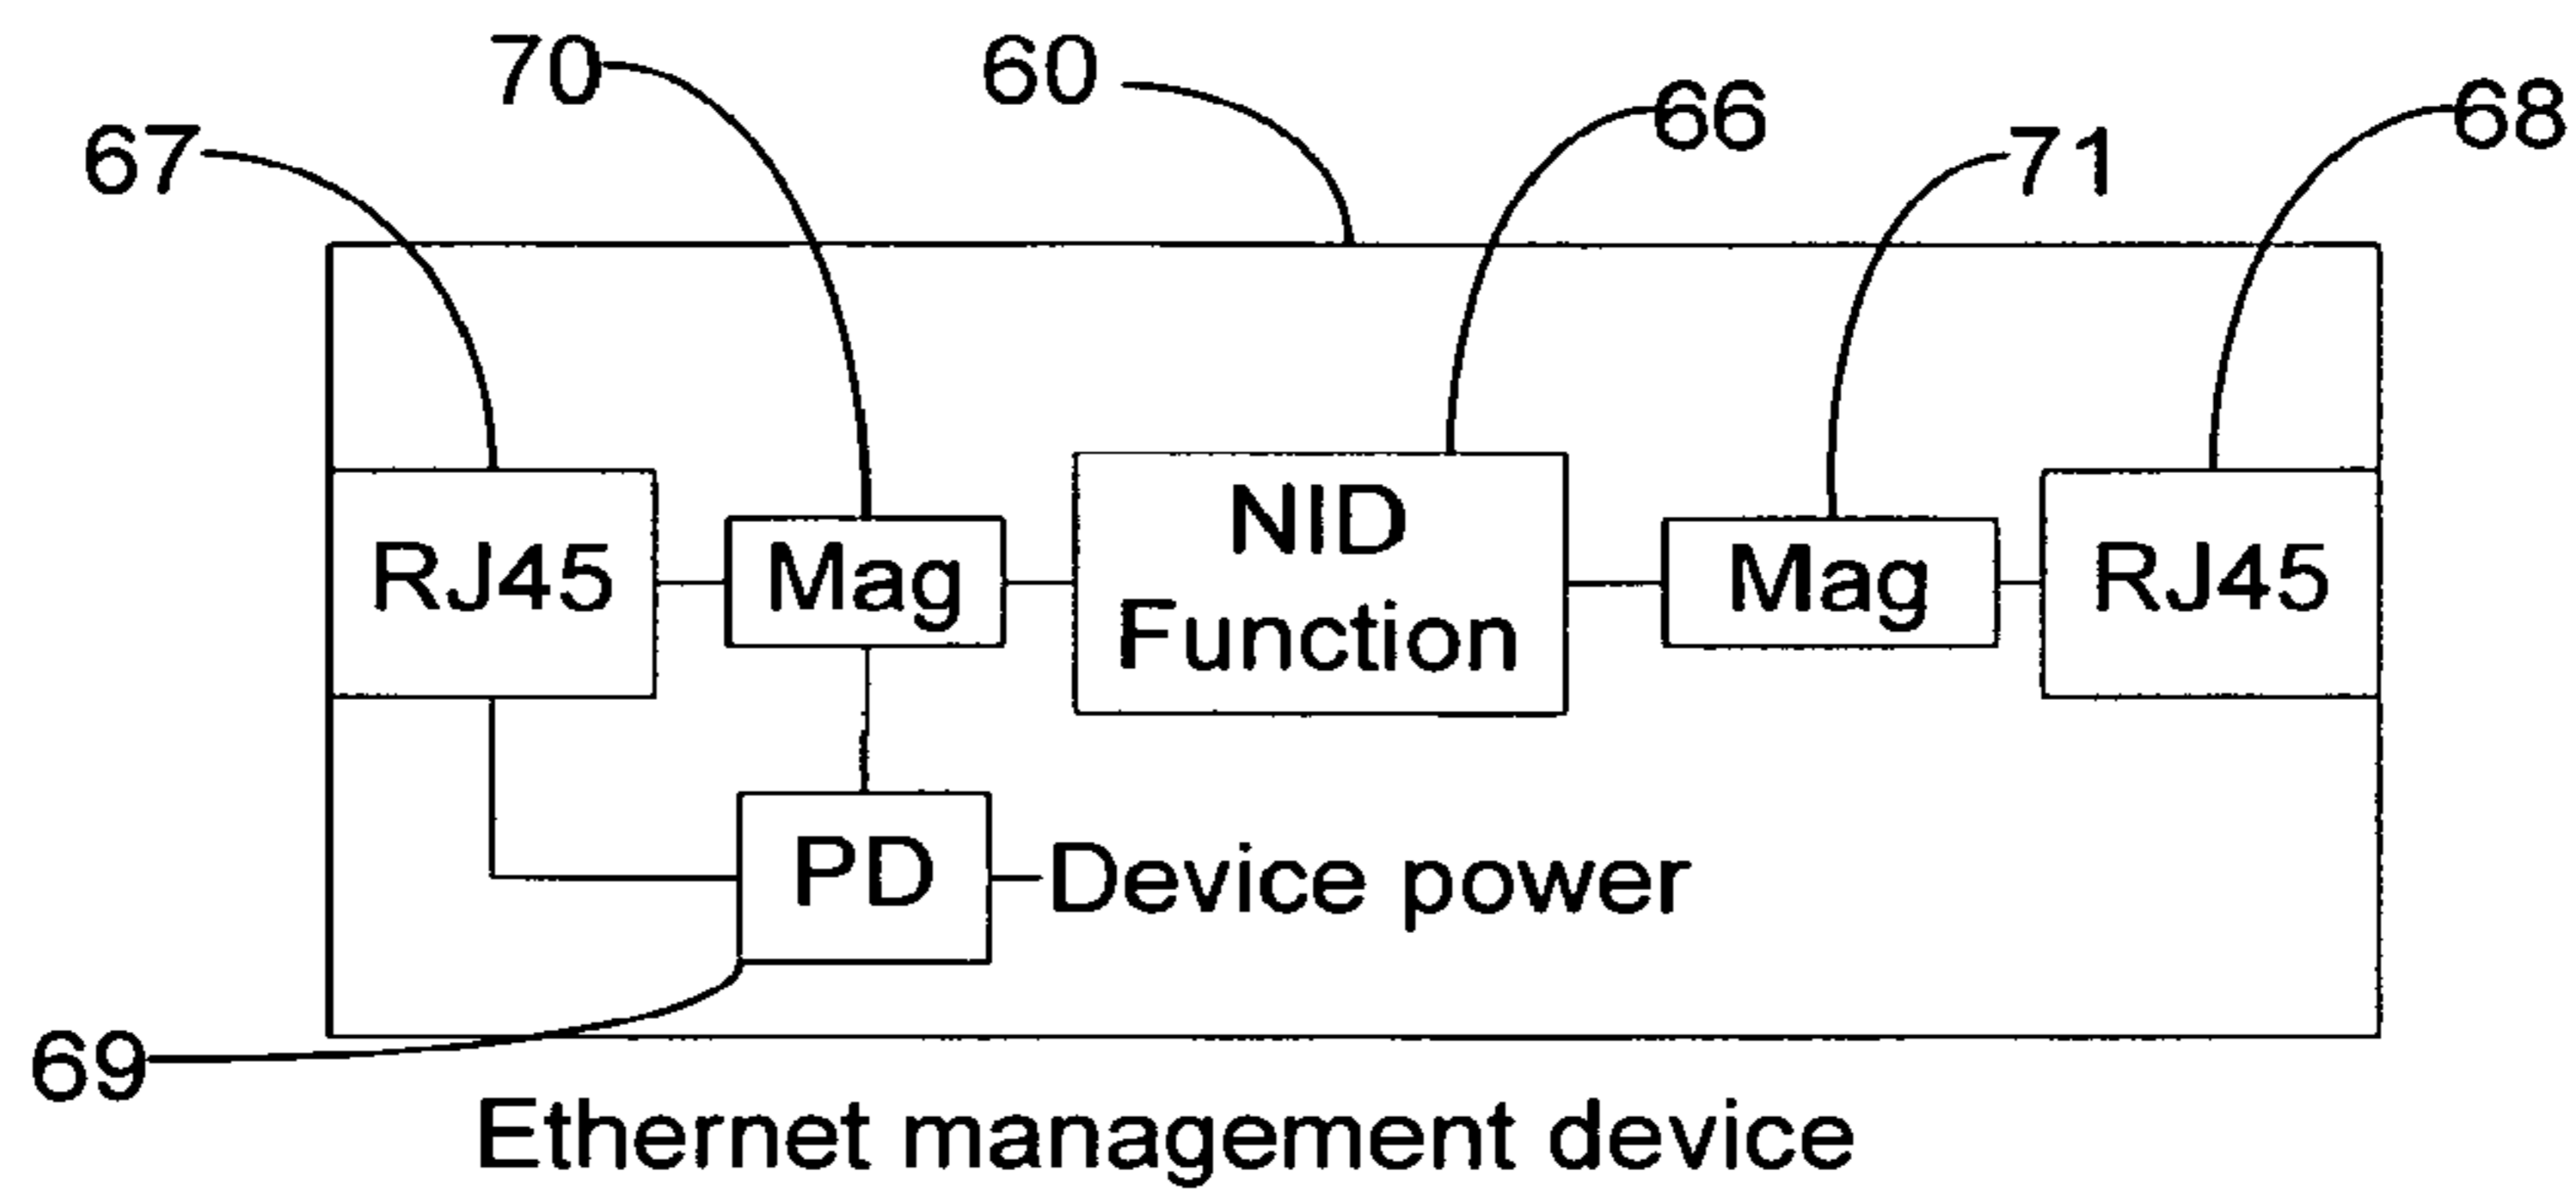 70
60
66
68
67
71
RJ45
Mag
NID
Function
Mag
RJ45
PD
Device power
69
Ethernet management device